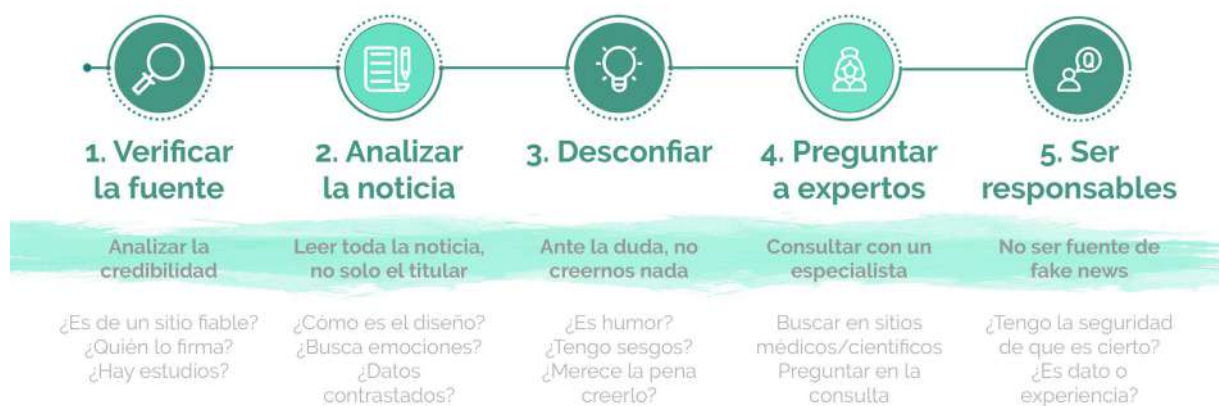 1. Verificar
la fuente
Analizar la
credibilidad
¿Es de un sitio fiable?
¿Quién lo firma?
¿Hay estudios?
2. Analizar
la noticia
Leer toda la noticia,
no solo el titular
¿Cómo es el diseño?
¿Busca emociones?
¿Datos
contrastados?
3. Desconfiar
Ante la duda, no
creernos nada
¿Es humor?
¿Tengo sesgos?
¿Merece la pena
creerlo?
4. Preguntar
a expertos
Consultar con un
especialista
Buscar en sitios
médicos/científicos
Preguntar en la
consulta
5. Ser
responsables
No ser fuente de
fake news
¿Tengo la seguridad
de que es cierto?
¿Es dato o
experiencia?